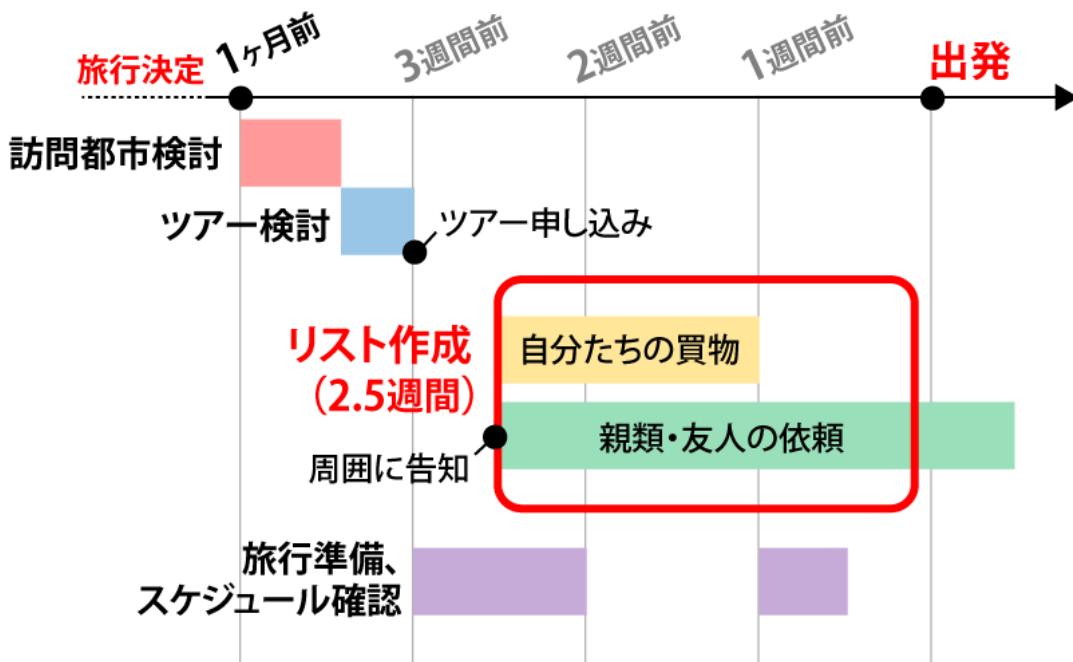 旅行決定
1ヶ月前
3週間前
2週間前
1週間前
出発
訪問都市検討
ツアー検討
ツアー申し込み
リスト作成
（2.5週間）
自分たちの買物
親類・友人の依頼
周囲に告知
旅行準備、
スケジュール確認